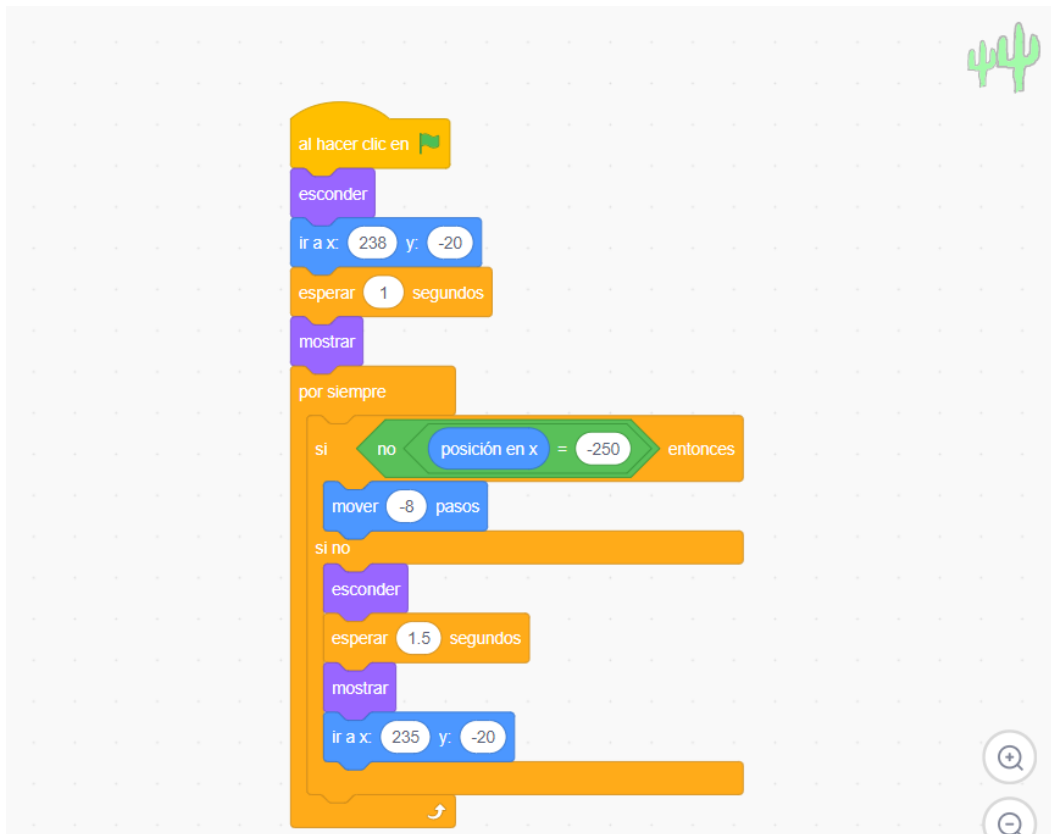 al hacer clic en
esconder
ir a x: 238 y: -20
esperar 1 segundos
mostrar
por siempre
si no posición en x = -250 entonces
mover -8 pasos
si no
esconder
esperar 1.5 segundos
mostrar
ir a x: 235 y: -20